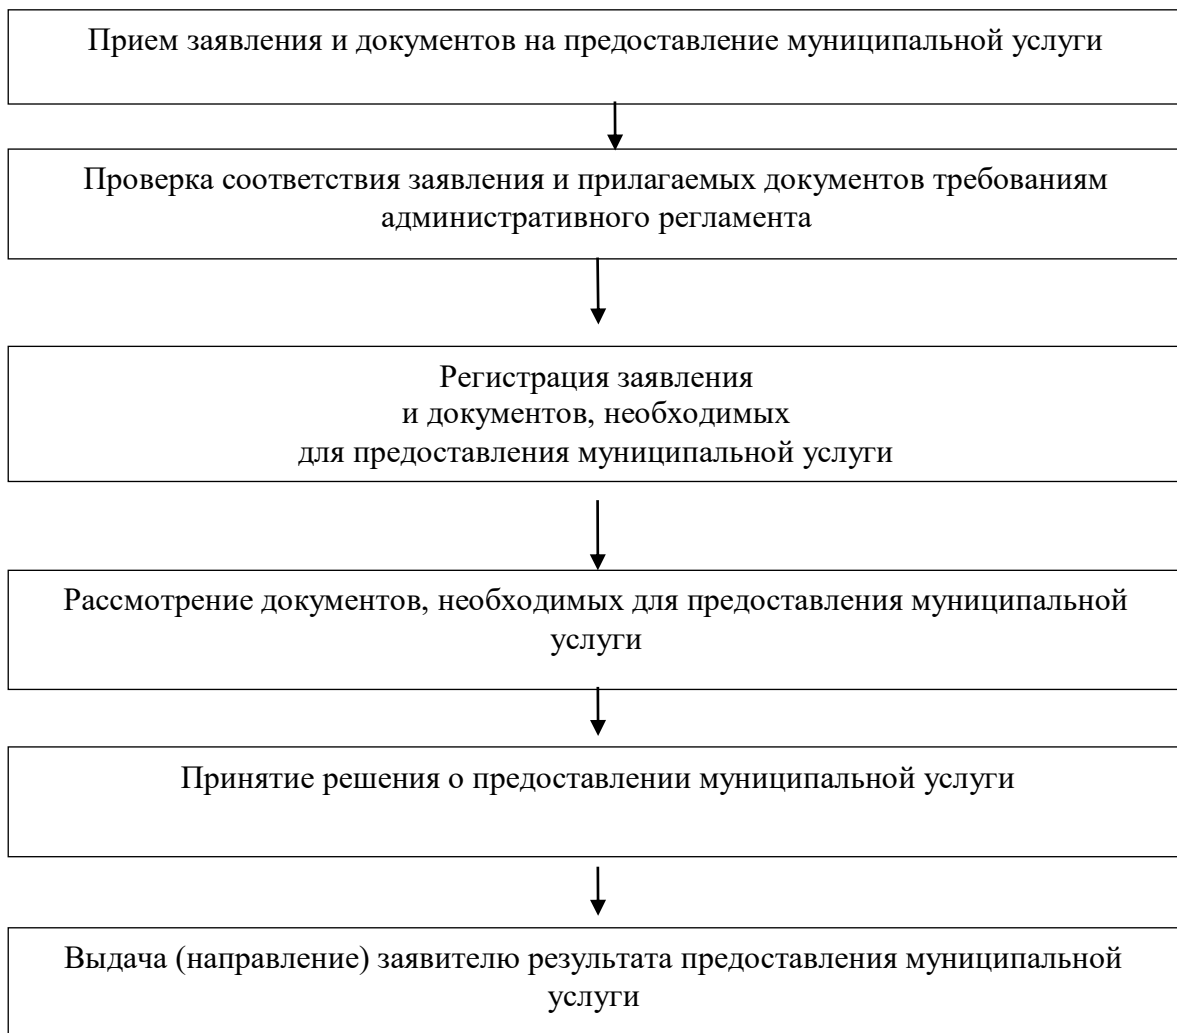 Прием заявления и документов на предоставление муниципальной услуги
Проверка соответствия заявления и прилагаемых документов требованиям
административного регламента
Регистрация заявления
и документов, необходимых
для предоставления муниципальной услуги
Рассмотрение документов, необходимых для предоставления муниципальной
услуги
Принятие решения о предоставлении муниципальной услуги
Выдача (направление) заявителю результата предоставления муниципальной
услуги